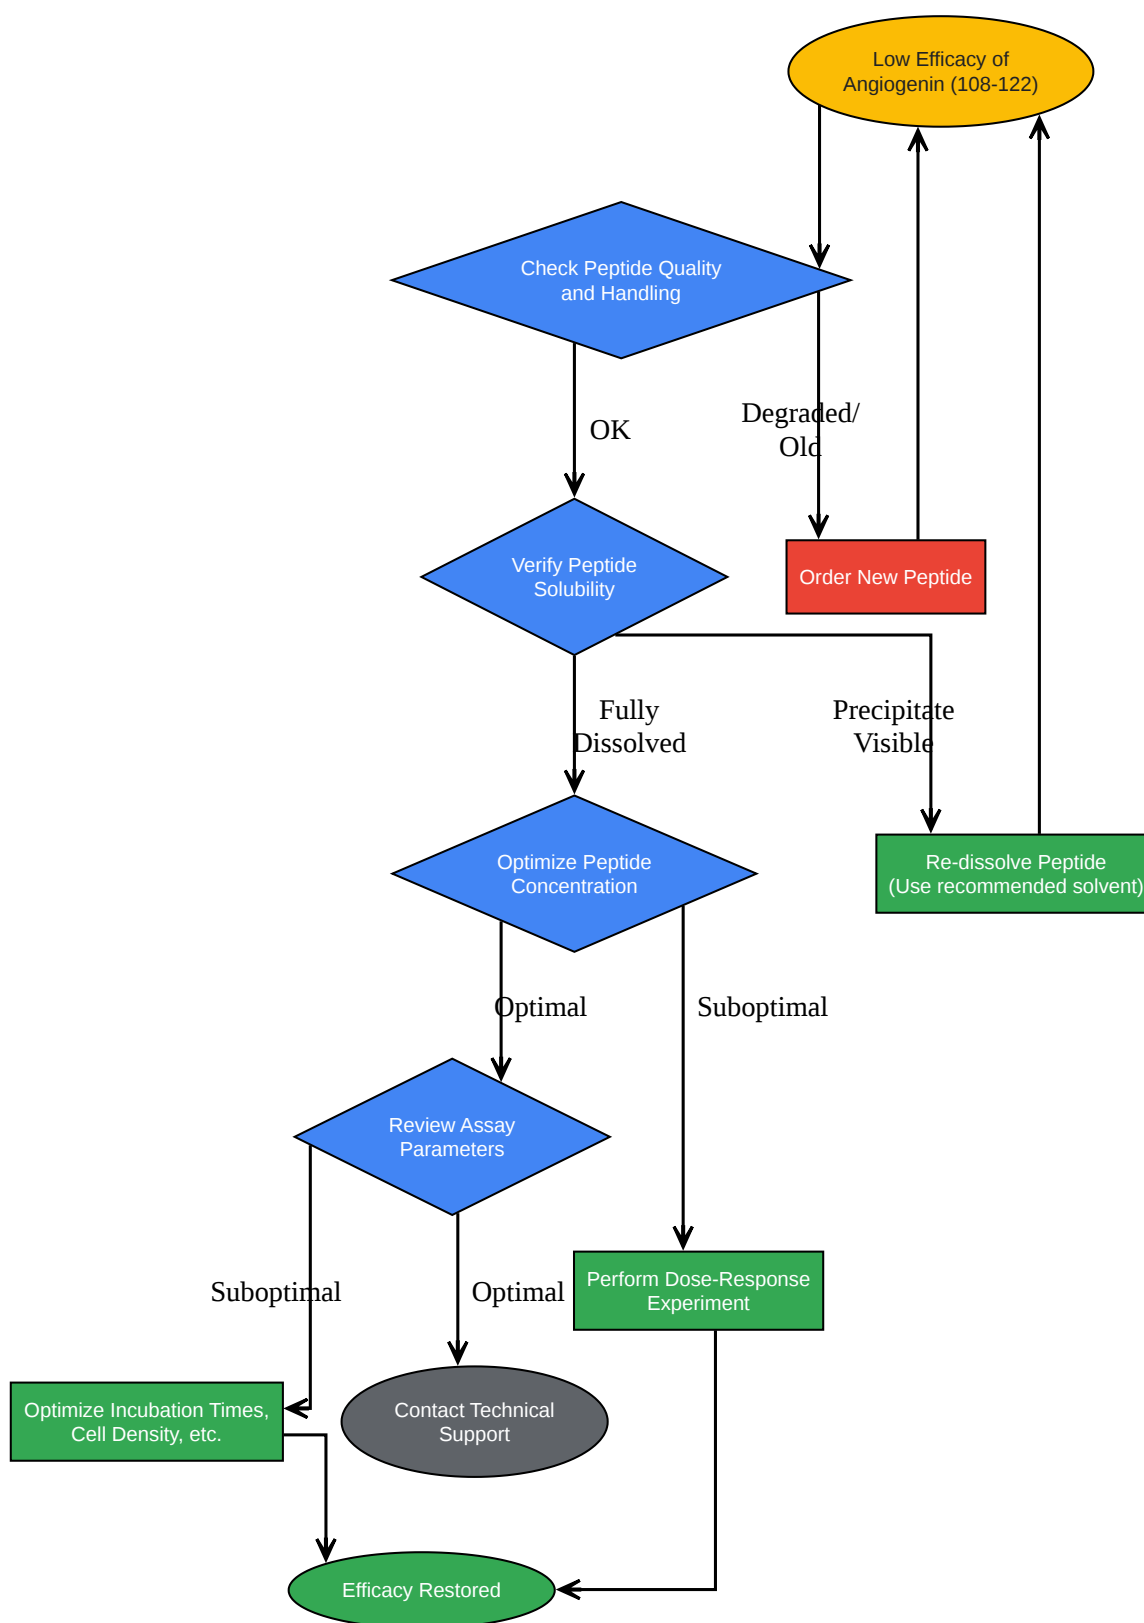 Low Efficacy of
Angiogenin (108-122)
Check Peptide Quality
and Handling
OK
Degraded/
Old
Verify Peptide
Solubility
Order New Peptide
Fully
Dissolved
Precipitate
Visible
Optimize Peptide
Concentration
Re-dissolve Peptide
(Use recommended solvent)
Optimal
Suboptimal
Review Assay
Parameters
Suboptimal
Optimal
Perform Dose-Response
Experiment
Optimize Incubation Times,
Cell Density, etc.
Contact Technical
Support
Efficacy Restored